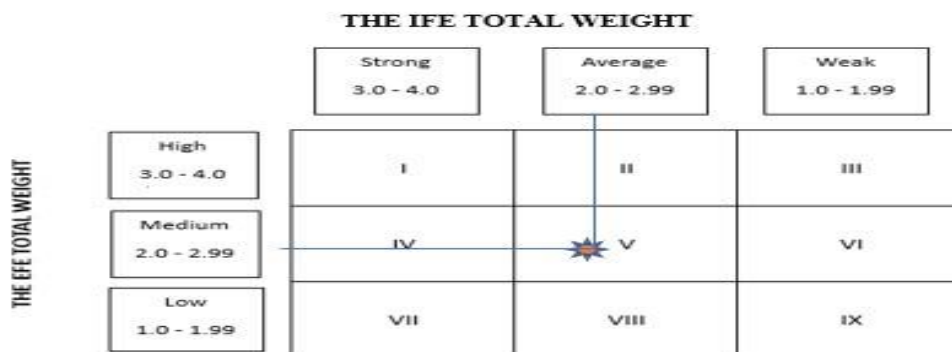 THE IFE TOTAL WEIGHT
Strong
3.0 - 4.0
Average
2.0 - 2.99
Weak
1.0 - 1.99
THE EFE TOTAL WEIGHT
High
3.0 - 4.0
I
II
III
Medium
2.0 - 2.99
IV
V
VI
Low
1.0 - 1.99
VII
VIII
IX